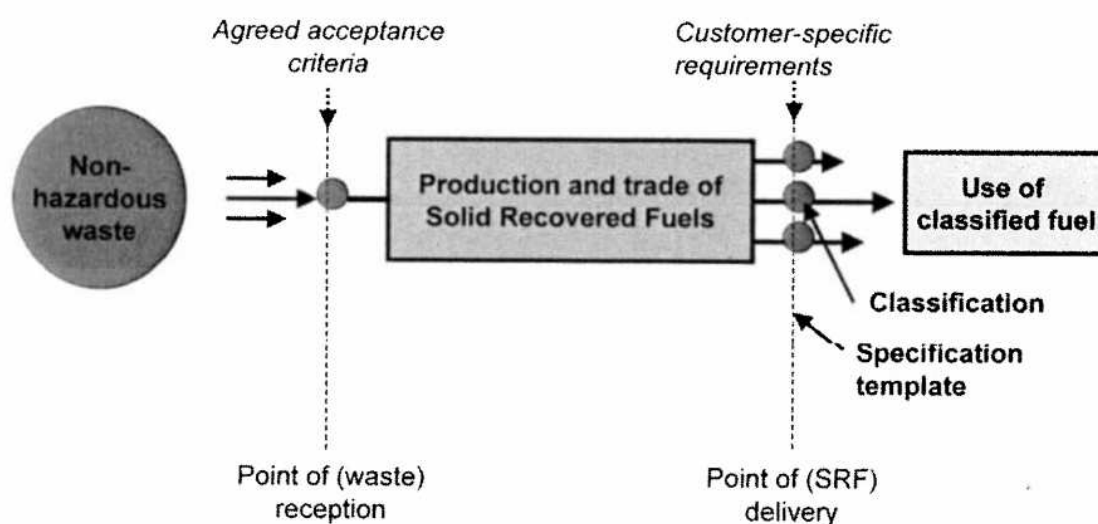 Agreed acceptance
criteria
Customer-specific
requirements
Non-
hazardous
waste
Production and trade of
Solid Recovered Fuels
Use of
classified fuel
Classification
Specification
template
Point of (waste)
reception
Point of (SRF)
delivery